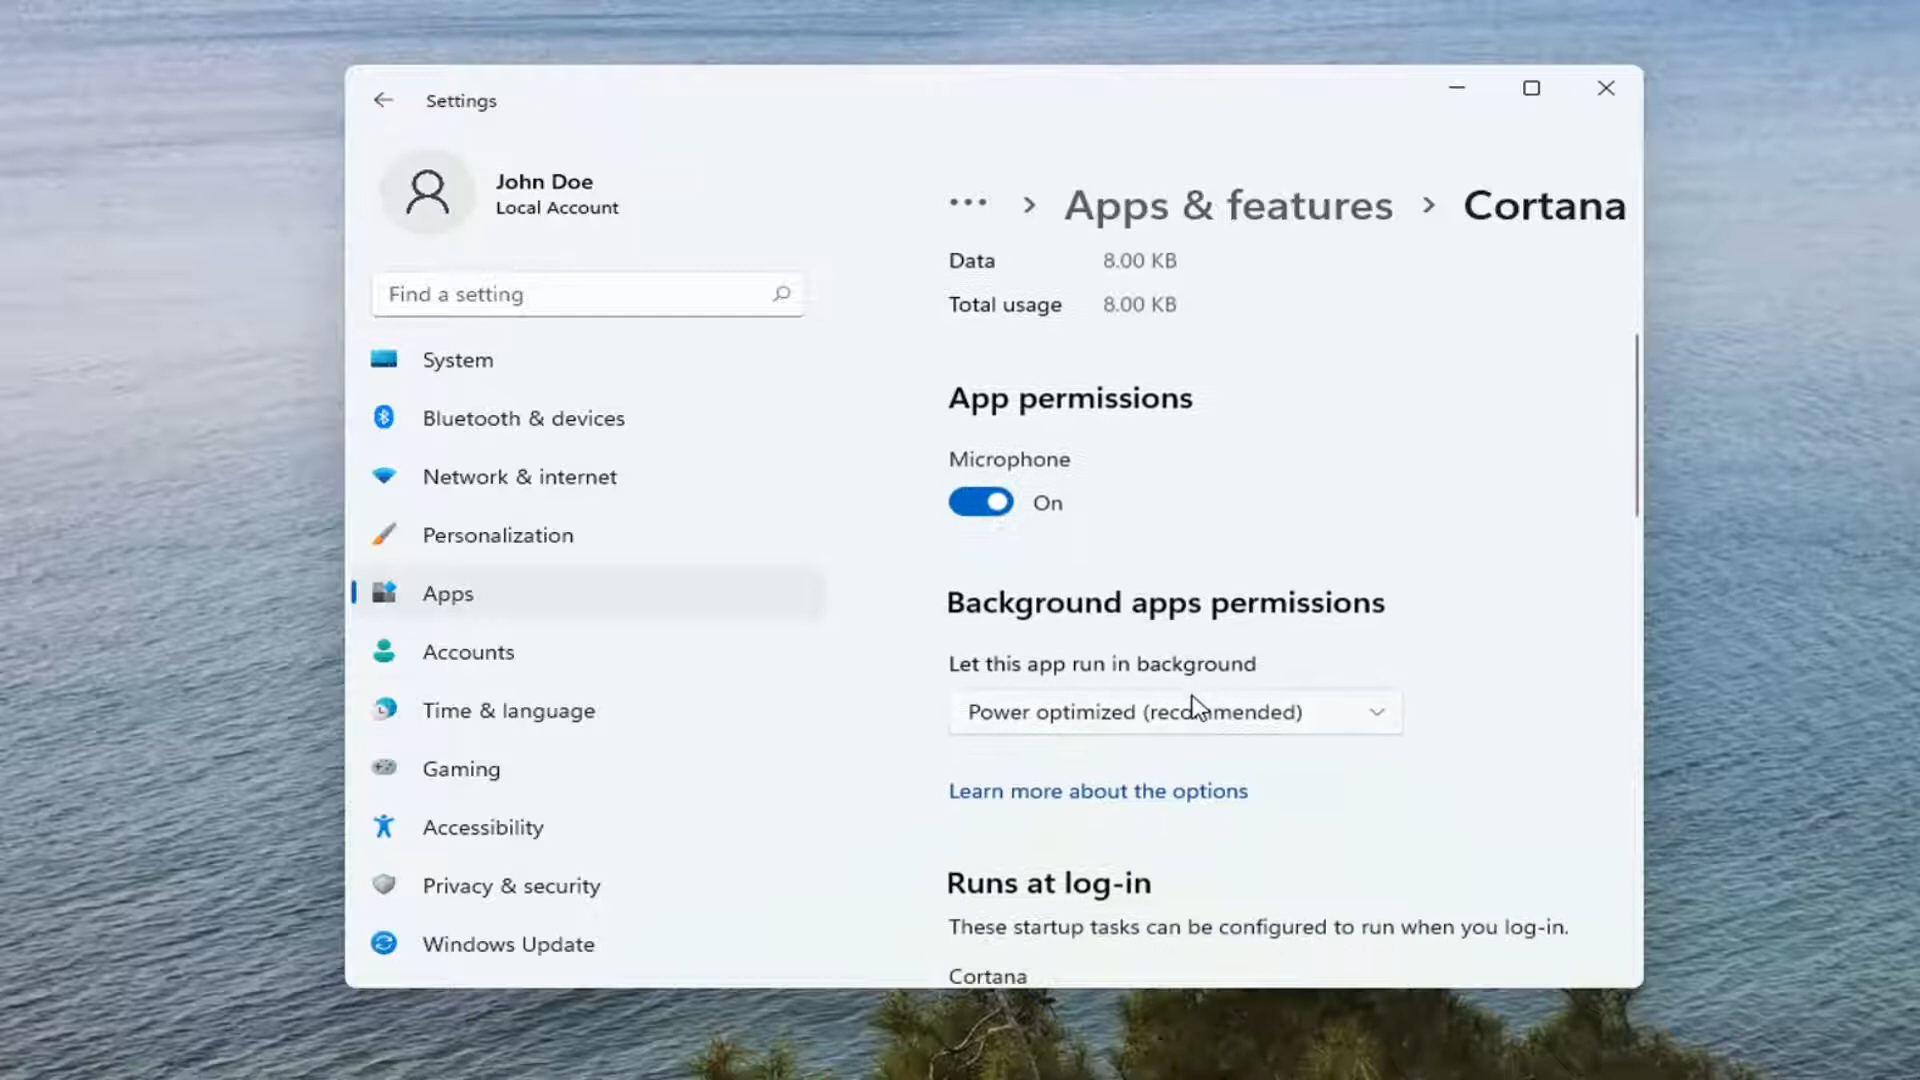 Settings
John Doe
Local Account
Find a setting
System
Bluetooth & devices
Network & internet
Personalization
Apps
Accounts
Time & language
Gaming
Accessibility
Privacy & security
Windows Update
... > Apps & features > Cortana
Data 8.00 KB
Total usage 8.00 KB
App permissions
Microphone
On
Background apps permissions
Let this app run in background
Power optimized (recommended)
Learn more about the options
Runs at log-in
These startup tasks can be configured to run when you log-in.
Cortana